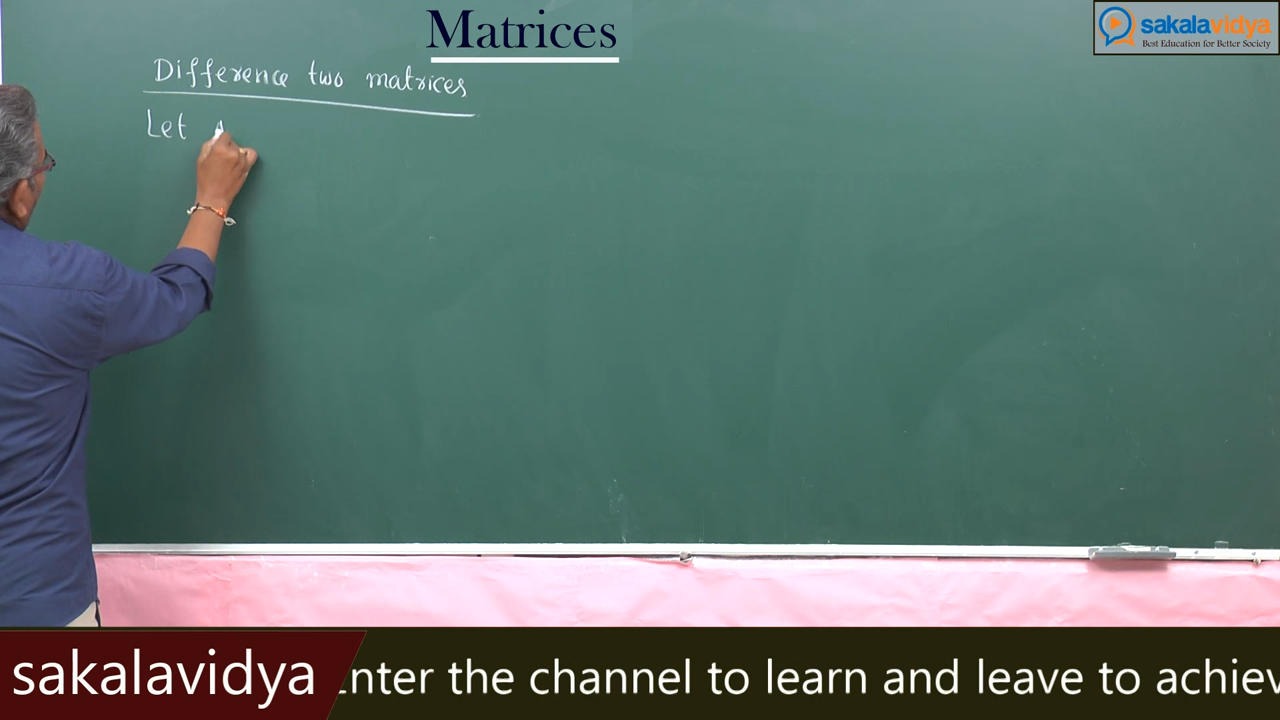 Matrices
sakalavidya
Best Education for Better Society
Difference two matrices
Let A
sakalavidya
Enter the channel to learn and leave to achiev